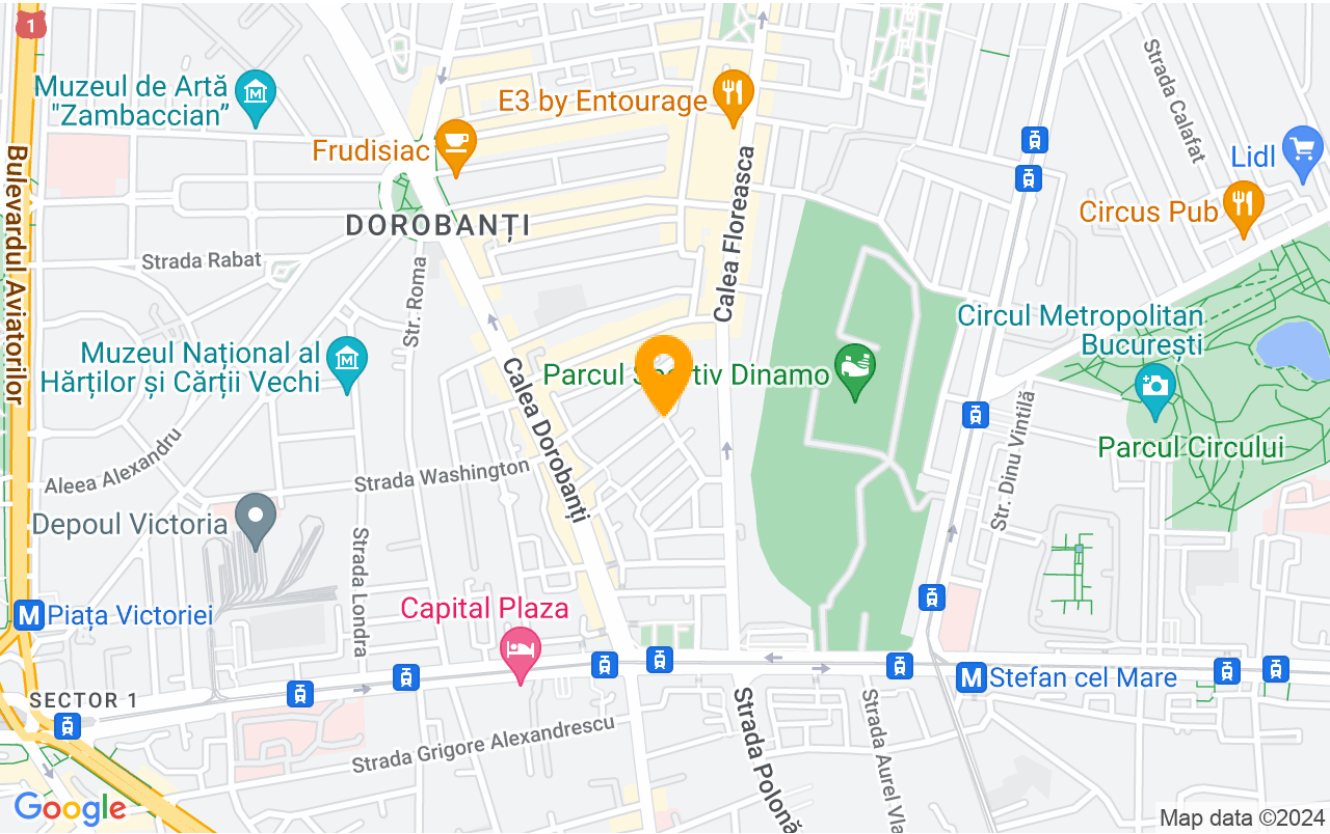 1
Muzeul de Artă
"Zambaccian”
E3 by Entourage
Strada Calafat
Frudisiac
Lidl
Bulevardul Aviatorilor
Calea Floreasca
Circus Pub
DOROBANȚI
Strada Rabat
Str. Roma
Circul Metropolitan
București
Muzeul Național al
Hărților și Cărții Vechi
Calea Dorobanți
Parcul
tiv Dinamo
Str. Dinu Vintilă
Parcul Circului
Aleea Alexandru
Strada Washington
Depoul Victoria
Strada Londra
M Piața Victoriei
Capital Plaza
M Stefan cel Mare
SECTOR 1
Strada Grigore Alexandrescu
Strada Polonă
Strada Aurel Vla
Google
Map data ©2024